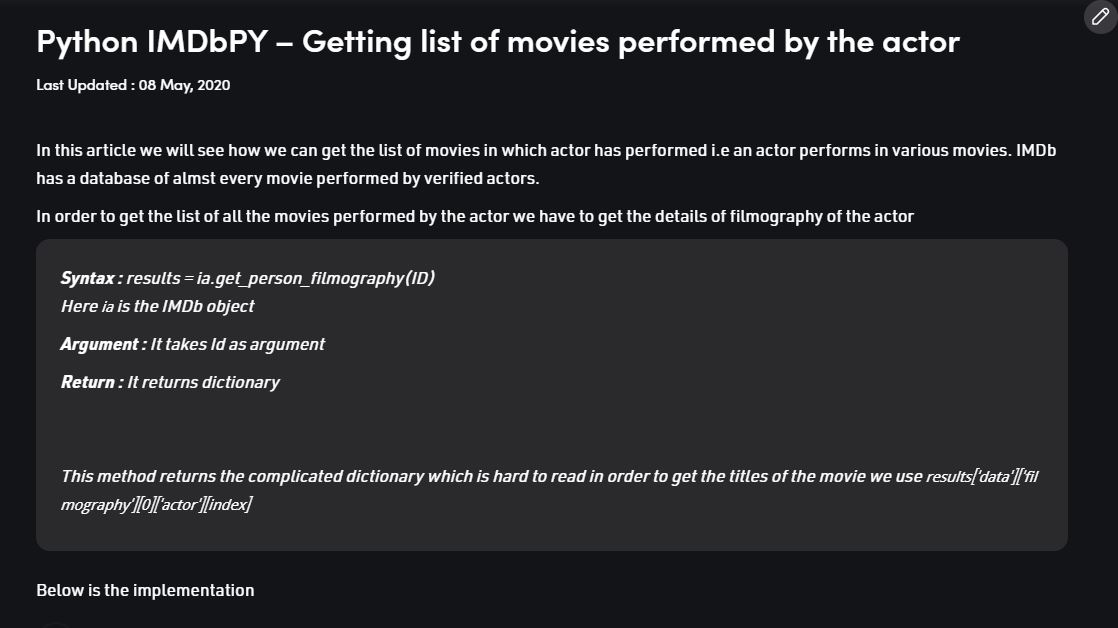 Python IMDbPY – Getting list of movies performed by the actor
Last Updated : 08 May, 2020
In this article we will see how we can get the list of movies in which actor has performed i.e an actor performs in various movies. IMDb
has a database of almst every movie performed by verified actors.
In order to get the list of all the movies performed by the actor we have to get the details of filmography of the actor
Syntax : results = ia.get_person_filmography(ID)
Here ia is the IMDb object
Argument : It takes Id as argument
Return : It returns dictionary
This method returns the complicated dictionary which is hard to read in order to get the titles of the movie we use results['data']['fil
mography'][0]['actor'][index]
Below is the implementation